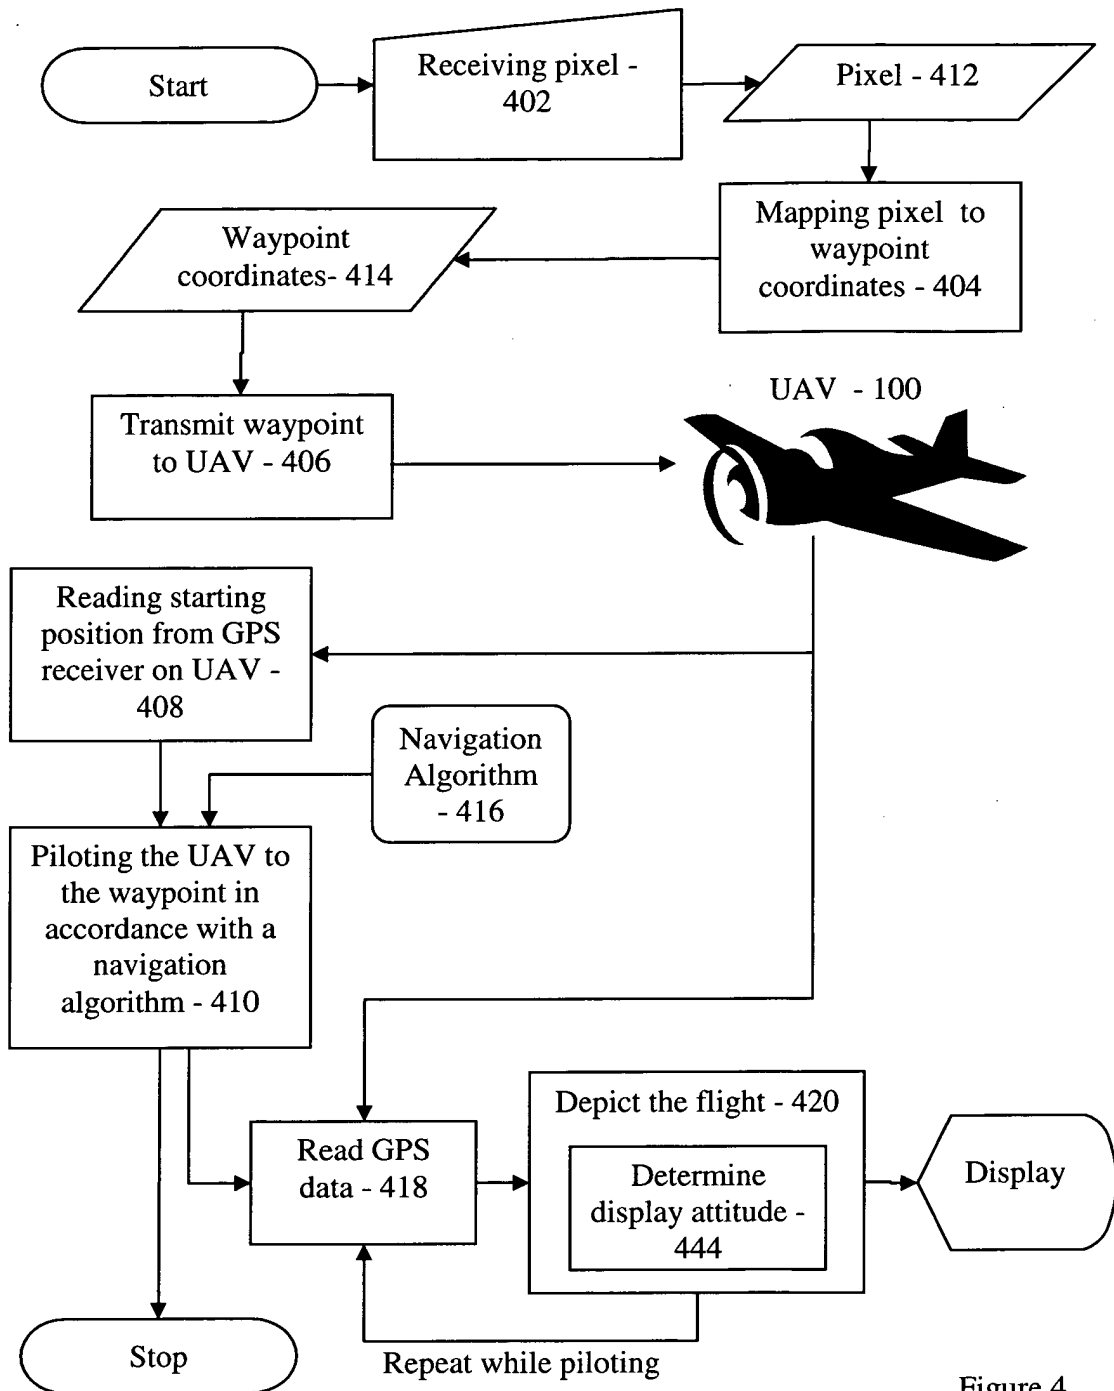 Start
Receiving pixel -
402
Pixel - 412
Mapping pixel to
waypoint
coordinates - 404
Waypoint
coordinates- 414
Transmit waypoint
to UAV - 406
UAV - 100
Reading starting
position from GPS
receiver on UAV -
408
Navigation
Algorithm
- 416
Piloting the UAV to
the waypoint in
accordance with a
navigation
algorithm - 410
Read GPS
data - 418
Depict the flight - 420
Determine
display attitude -
444
Display
Stop
Repeat while piloting
Figure 4